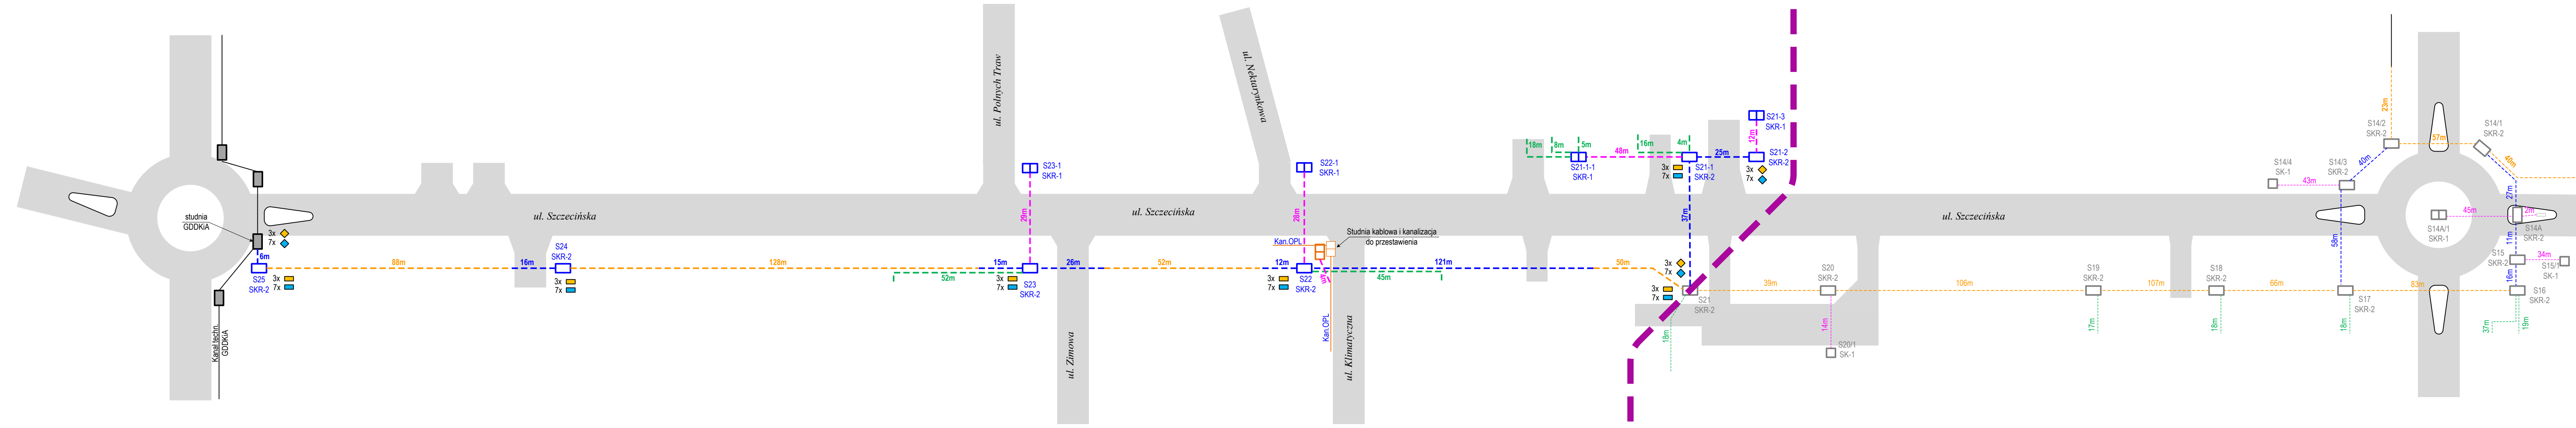 studnia
GDDKiA
3x
7x
6m
S25
SKR-2
3x
7x
Kanał techn.
GDDKiA
88m
ul. Szczecińska
16m
S24
SKR-2
3x
7x
128m
52m
ul. Polnych Traw
S23-1
SKR-1
29m
15m
3x
7x
S23
SKR-2
26m
ul. Zimowa
52m
ul. Szczecińska
ul. Nektarynkowa
S22-1
SKR-1
28m
Kan.OPL
Studnia kablowa i kanalizacja
do przestawienia
12m
3x
7x
S22
SKR-2
Kan.OPL
ul. Klimatyczna
45m
121m
50m
18m
8m
5m
S21-1-1
SKR-1
48m
16m
4m
3x
7x
S21-1
SKR-2
25m
12m
S21-3
SKR-1
S21-2
SKR-2
3x
7x
37m
3x
7x
3x
7x
S21
SKR-2
18m
39m
S20
SKR-2
14m
S20/1
SK-1
ul. Szczecińska
106m
S19
SKR-2
17m
107m
S18
SKR-2
18m
66m
S17
SKR-2
18m
83m
58m
S14/4
SK-1
43m
S14/3
SKR-2
40m
S14/2
SKR-2
23m
57m
S14/1
SKR-2
40m
27m
45m
S14A/1
SKR-1
2m
S14A
SKR-2
11m
S15
SKR-2
34m
S15/1
SK-1
16m
S16
SKR-2
37m
19m